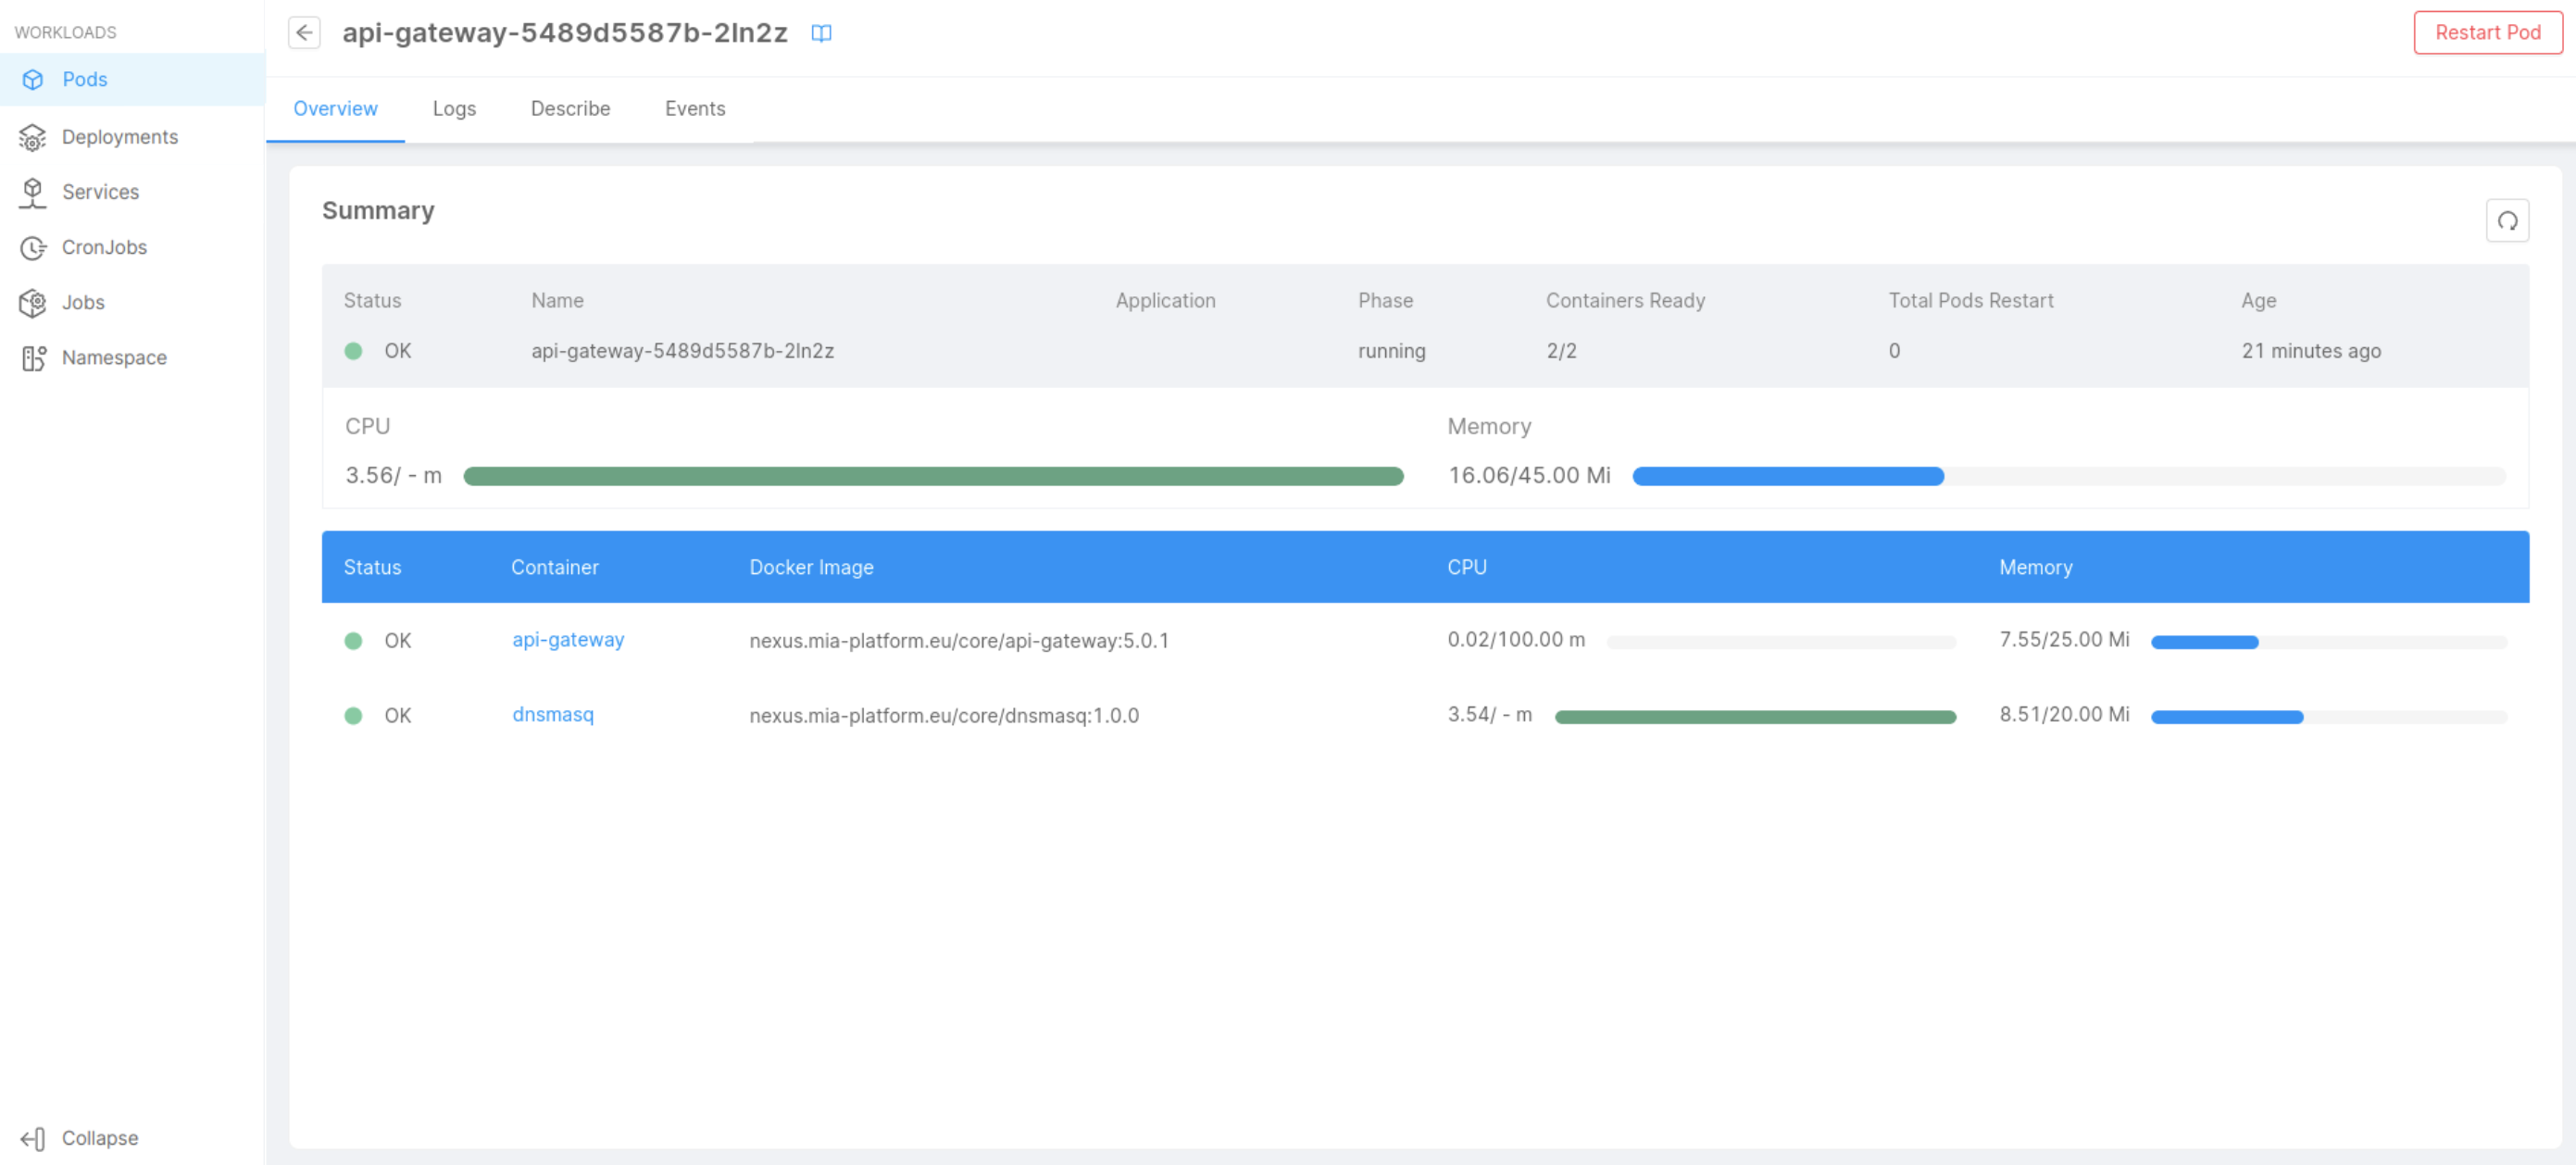 WORKLOADS
Pods
Deployments
Services
CronJobs
Jobs
Namespace
Collapse
api-gateway-5489d5587b-2ln2z
Restart Pod
Overview Logs Describe Events
Summary
Status Name Application Phase Containers Ready Total Pods Restart Age
OK api-gateway-5489d5587b-2ln2z running 2/2 0 21 minutes ago
CPU Memory
3.56/ - m 16.06/45.00 Mi
Status Container Docker Image CPU Memory
OK api-gateway nexus.mia-platform.eu/core/api-gateway:5.0.1 0.02/100.00 m 7.55/25.00 Mi
OK dnsmasq nexus.mia-platform.eu/core/dnsmasq:1.0.0 3.54/ - m 8.51/20.00 Mi